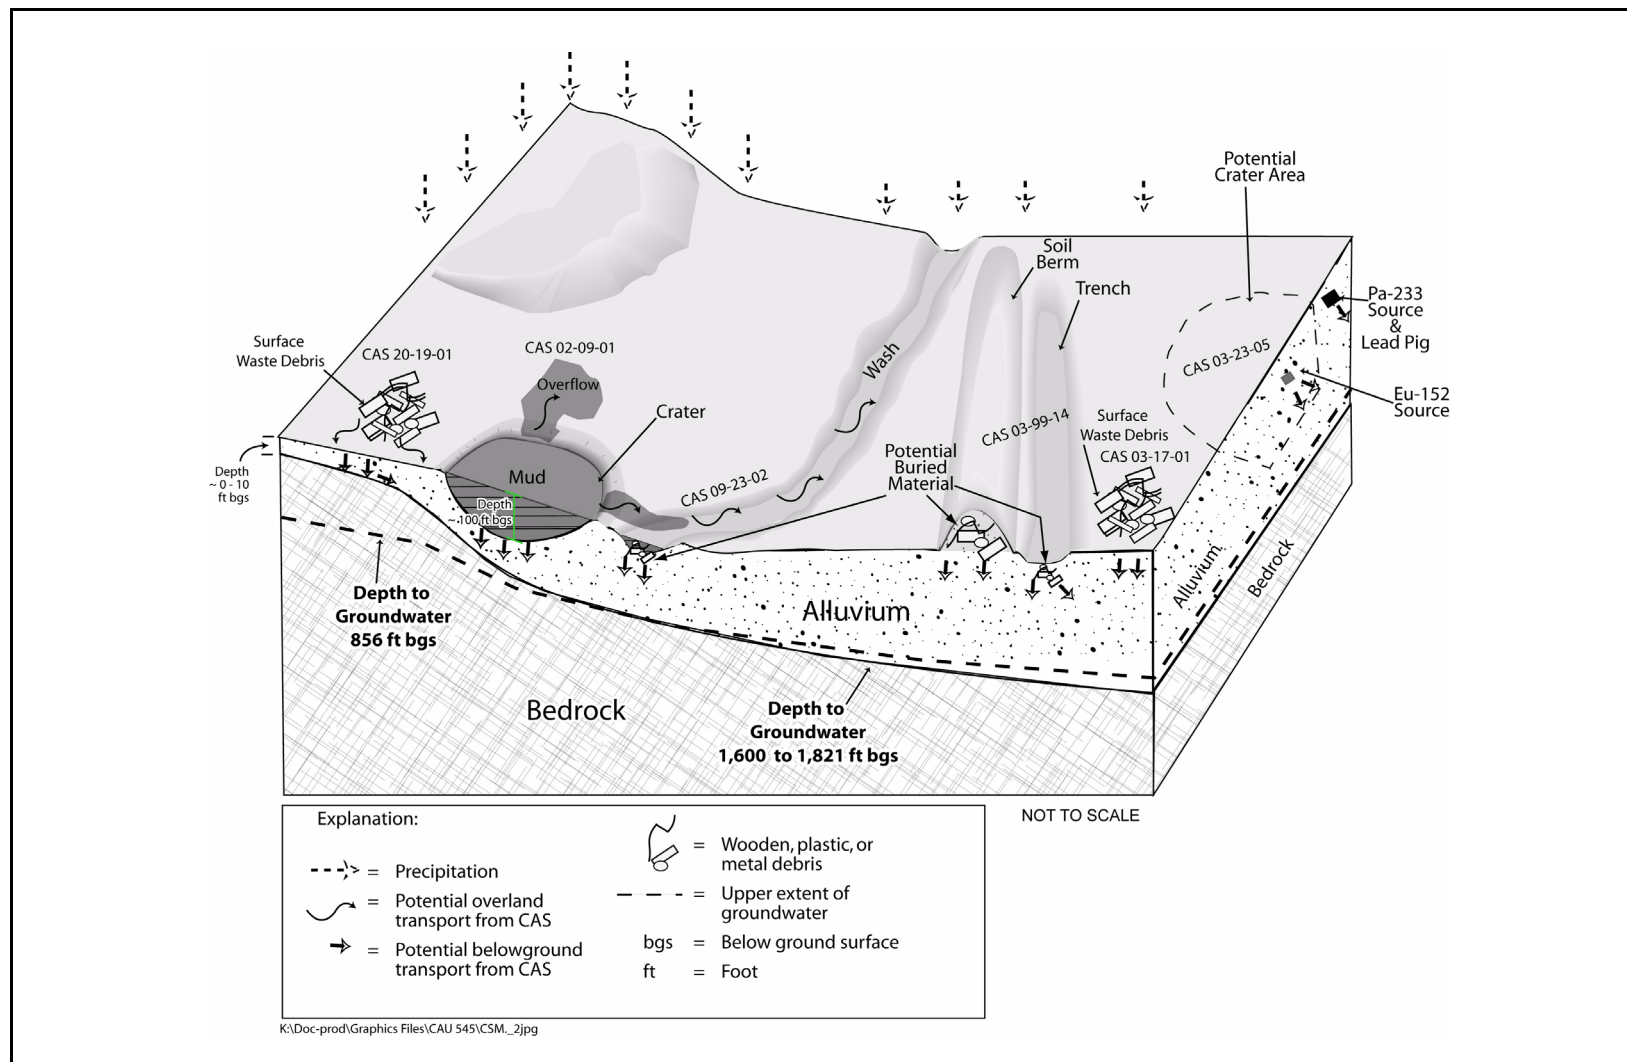 Potential
Crater Area
Soil
Berm
Trench
Pa-233
Source
&
Lead Pig
Surface
Waste Debris
CAS 20-19-01
CAS 02-09-01
Overflow
Wash
CAS 03-23-05
Eu-152
Source
Crater
CAS 03-99-14
Surface
Waste Debris
CAS 03-17-01
Potential
Buried
Material
Depth
~ 0 - 10
ft bgs
Mud
Depth
~ 100 ft bgs
CAS 09-23-02
Depth to
Groundwater
856 ft bgs
Alluvium
Alluvium
Bedrock
Bedrock
Depth to
Groundwater
1,600 to 1,821 ft bgs
NOT TO SCALE
Explanation:
= Precipitation
= Potential overland
transport from CAS
= Potential belowground
transport from CAS
= Wooden, plastic, or
metal debris
= Upper extent of
groundwater
bgs = Below ground surface
ft = Foot
K:\Doc-prod\Graphics Files\CAU 545\CSM._2jpg